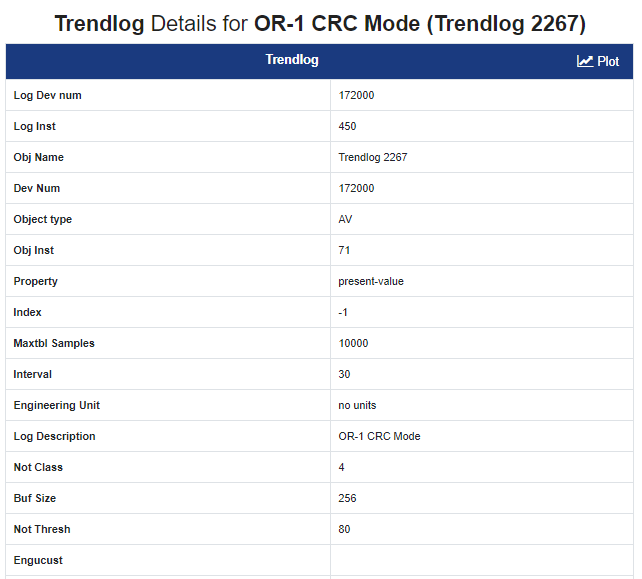 Trendlog Details for OR-1 CRC Mode (Trendlog 2267)
Trendlog Plot
Log Dev num 172000
Log Inst 450
Obj Name Trendlog 2267
Dev Num 172000
Object type AV
Obj Inst 71
Property present-value
Index -1
Maxtbl Samples 10000
Interval 30
Engineering Unit no units
Log Description OR-1 CRC Mode
Not Class 4
Buf Size 256
Not Thresh 80
Engucust